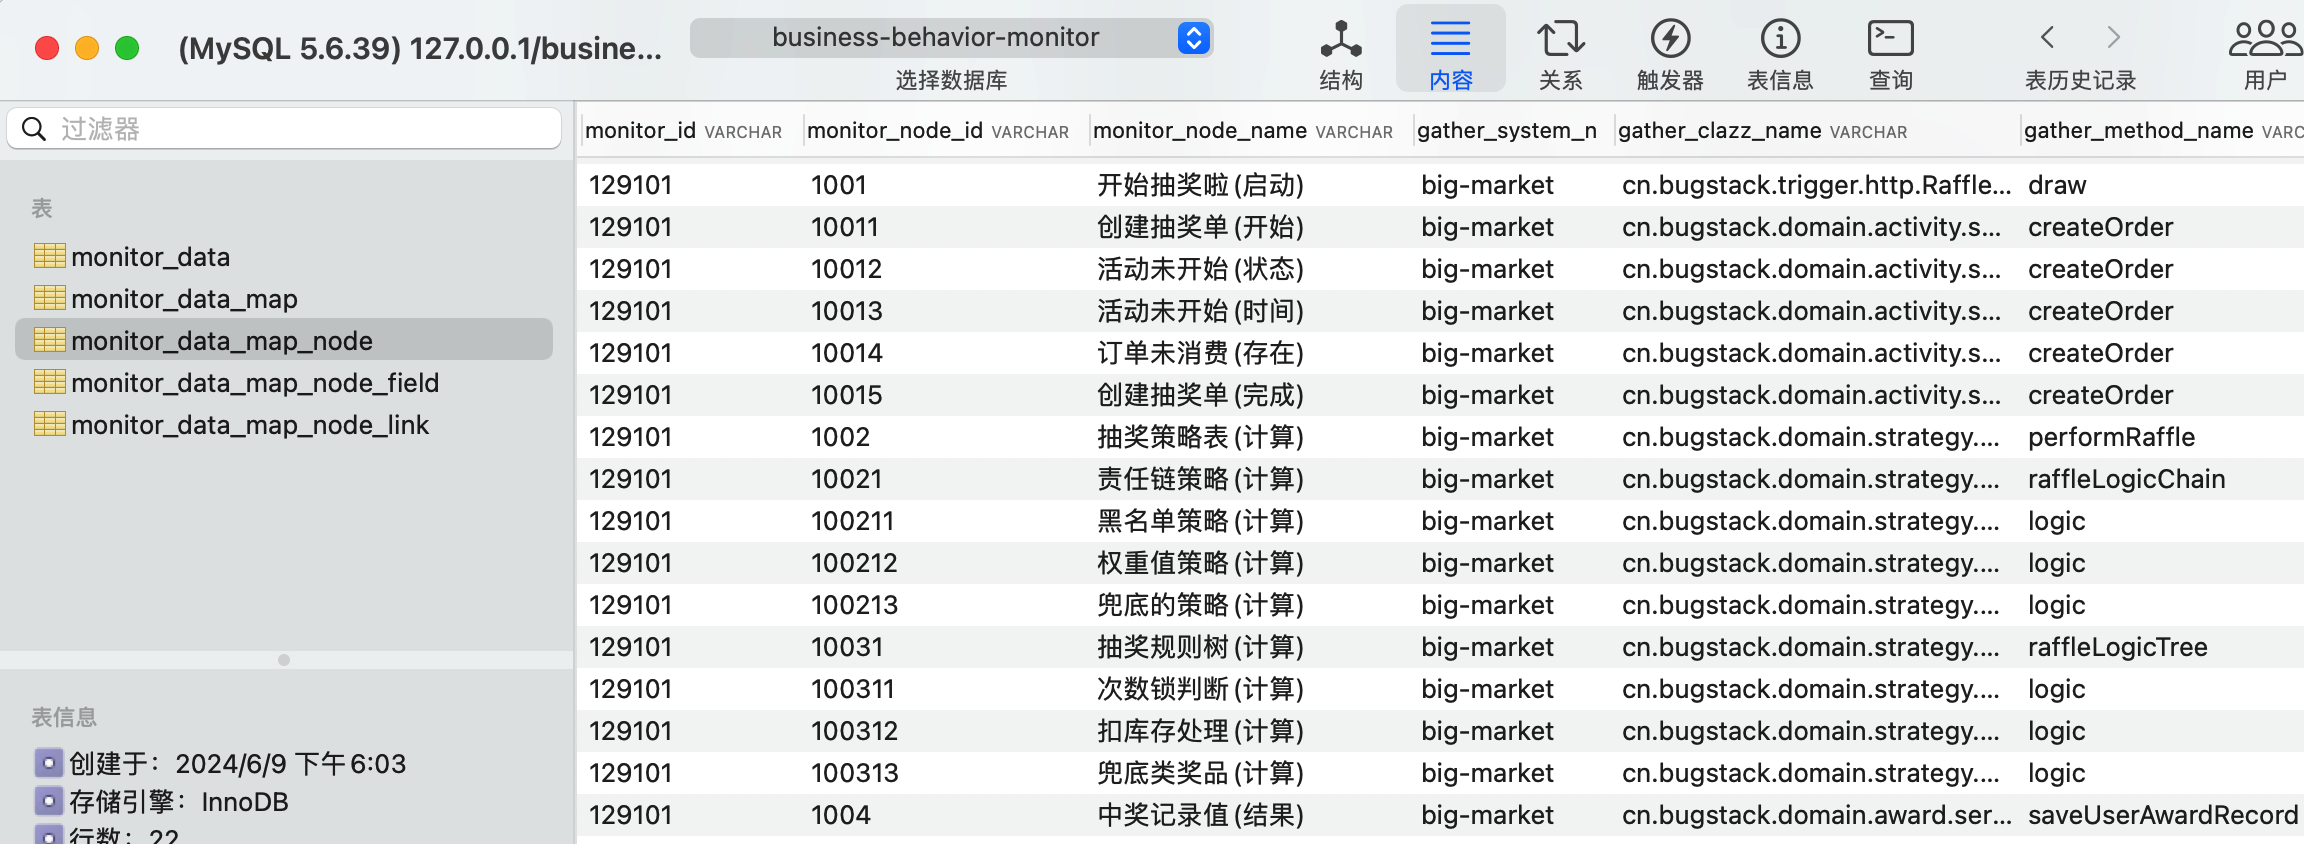 (MySQL 5.6.39) 127.0.0.1/busine...
business-behavior-monitor
选择数据库
结构
内容
关系
触发器
表信息
查询
表历史记录
用户
过滤器
表
monitor_data
monitor_data_map
monitor_data_map_node
monitor_data_map_node_field
monitor_data_map_node_link
表信息
创建于：2024/6/9 下午6:03
存储引擎：InnoDB
行数：22
monitor_id VARCHAR monitor_node_id VARCHAR monitor_node_name VARCHAR gather_system_n gather_clazz_name VARCHAR gather_method_name VARC
129101 1001 开始抽奖啦(启动) big-market cn.bugstack.trigger.http.Raffle... draw
129101 10011 创建抽奖单(开始) big-market cn.bugstack.domain.activity.s... createOrder
129101 10012 活动未开始(状态) big-market cn.bugstack.domain.activity.s... createOrder
129101 10013 活动未开始(时间) big-market cn.bugstack.domain.activity.s... createOrder
129101 10014 订单未消费(存在) big-market cn.bugstack.domain.activity.s... createOrder
129101 10015 创建抽奖单(完成) big-market cn.bugstack.domain.activity.s... createOrder
129101 1002 抽奖策略表(计算) big-market cn.bugstack.domain.strategy.... performRaffle
129101 10021 责任链策略(计算) big-market cn.bugstack.domain.strategy.... raffleLogicChain
129101 100211 黑名单策略(计算) big-market cn.bugstack.domain.strategy.... logic
129101 100212 权重值策略(计算) big-market cn.bugstack.domain.strategy.... logic
129101 100213 兜底的策略(计算) big-market cn.bugstack.domain.strategy.... logic
129101 10031 抽奖规则树(计算) big-market cn.bugstack.domain.strategy.... raffleLogicTree
129101 100311 次数锁判断(计算) big-market cn.bugstack.domain.strategy.... logic
129101 100312 扣库存处理(计算) big-market cn.bugstack.domain.strategy.... logic
129101 100313 兜底类奖品(计算) big-market cn.bugstack.domain.strategy.... logic
129101 1004 中奖记录值(结果) big-market cn.bugstack.domain.award.ser... saveUserAwardRecord